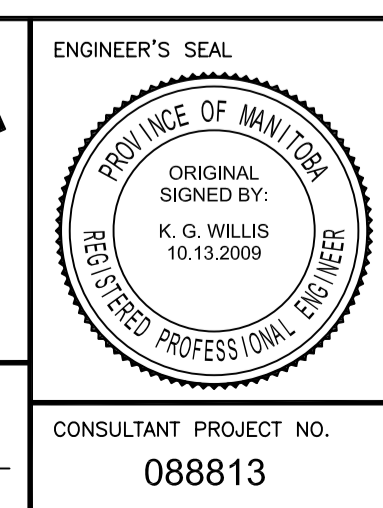 ENGINEER'S SEAL
PROVINCE OF MANITOBA
ORIGINAL
SIGNED BY:
K. G. WILLIS
10.13.2009
REGISTERED PROFESSIONAL ENGINEER
CONSULTANT PROJECT NO.
088813